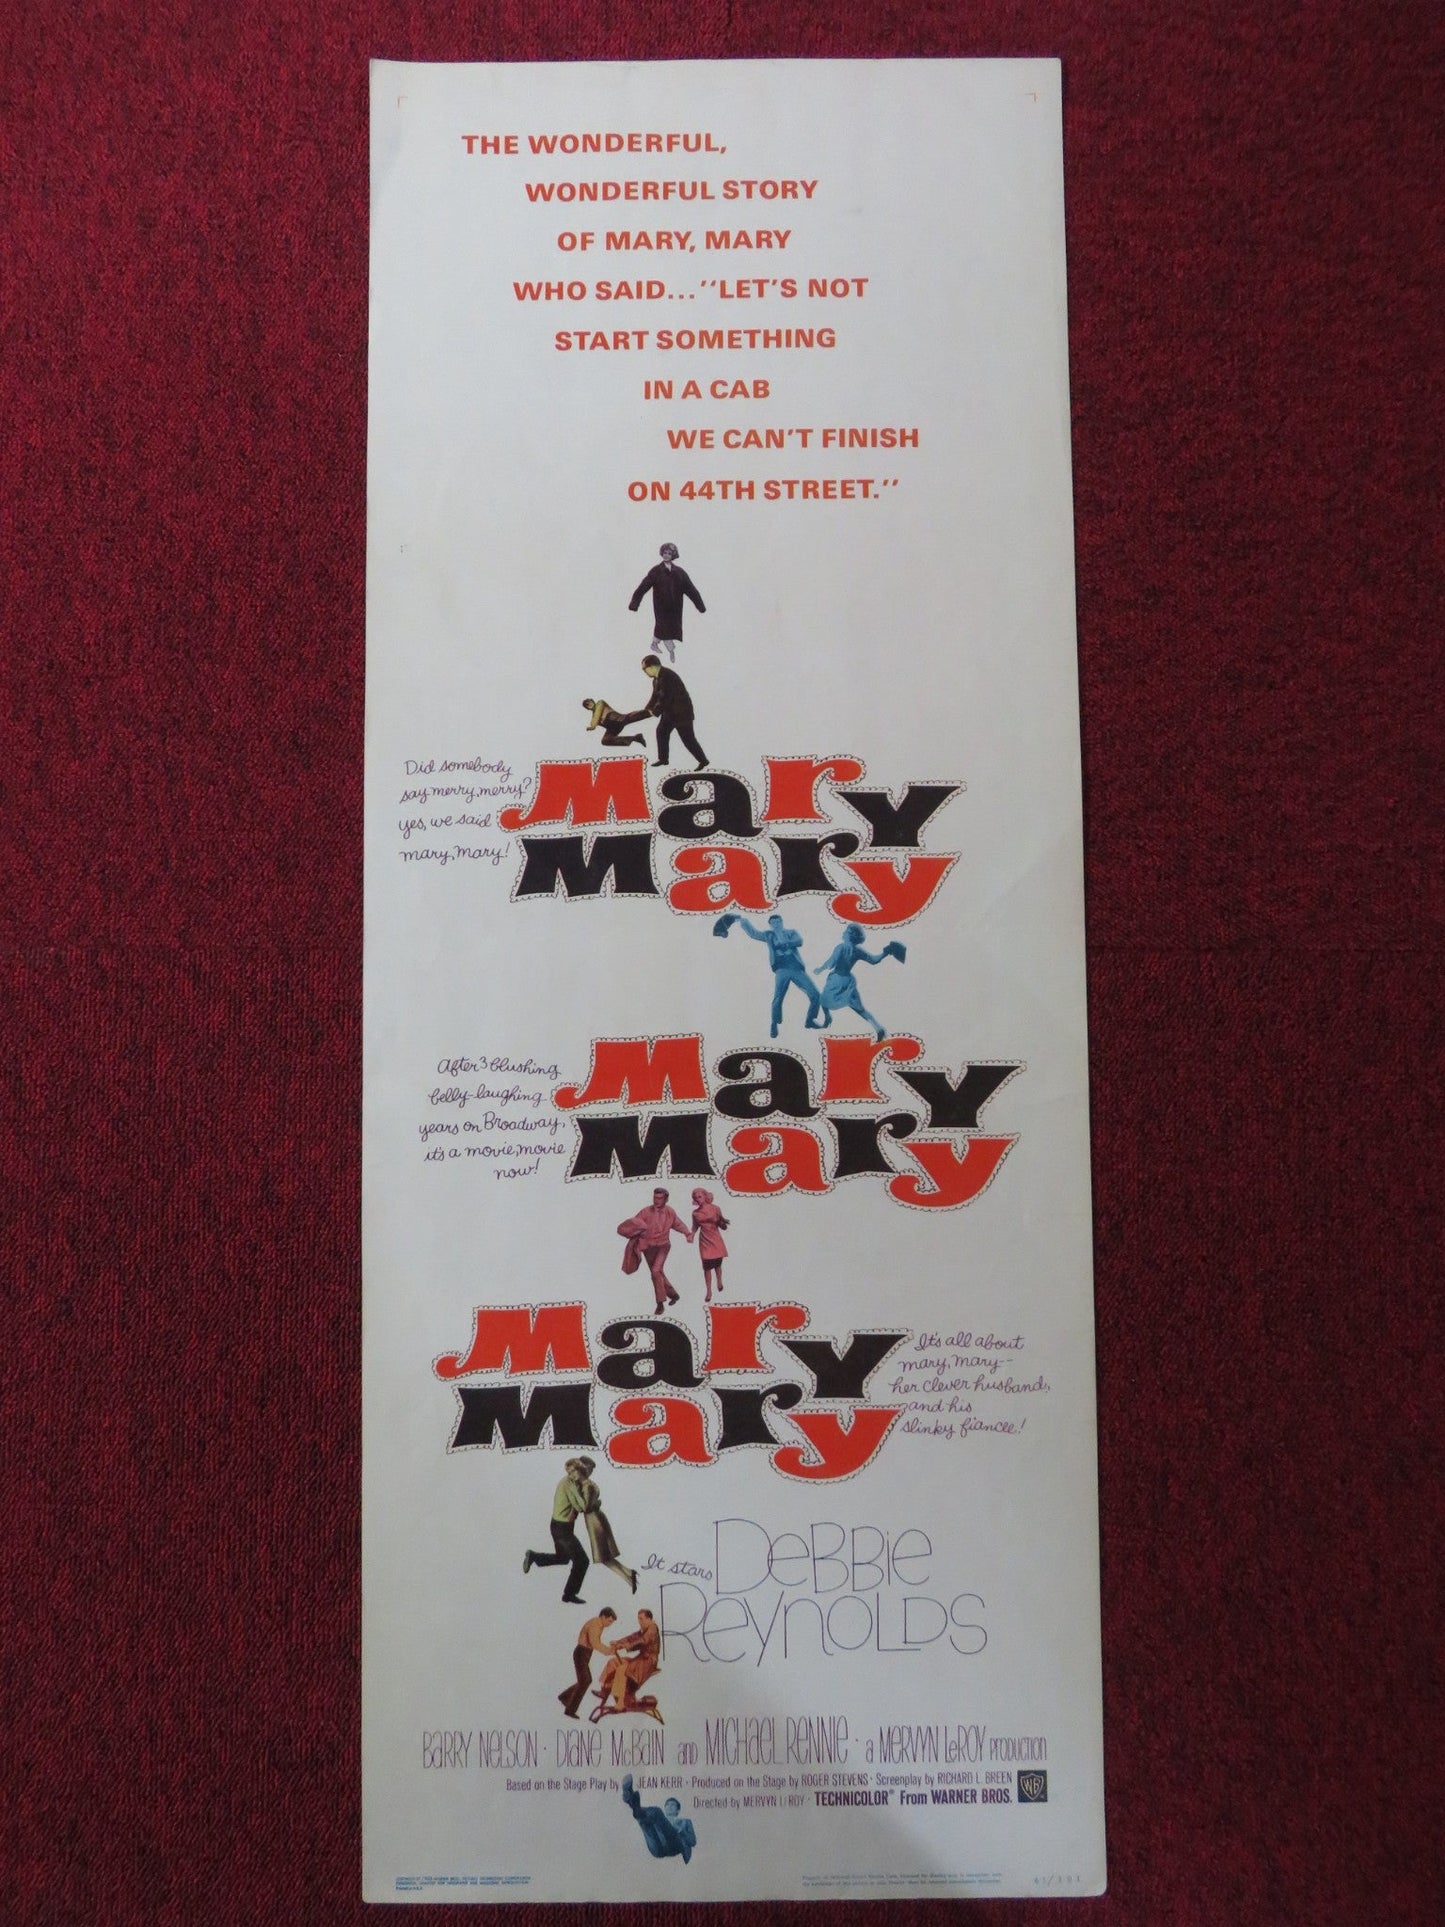 THE WONDERFUL,
WONDERFUL STORY
OF MARY, MARY
WHO SAID..."LET'S NOT
START SOMETHING
IN A CAB
WE CAN'T FINISH
ON 44TH STREET."
Did somebody
say merry, merry?
yes, we said
mary, mary!
Mary
Mary
After 3 blushing
belly-laughing
years on Broadway,
it's a movie, movie
now!
Mary
Mary
Mary
Mary
It's all about
mary, mary--
her clever husband,
and his
slinky fiancée!
It stars DEBBIE
REYNOLDS
BARRY NELSON · DIANE McBAIN AND MICHAEL RENNIE · A MERVYN LeROY PRODUCTION
Based on the Stage Play by JEAN KERR · Produced on the Stage by ROGER STEVENS · Screenplay by RICHARD L. BREEN
Directed by MERVYN LeROY · TECHNICOLOR® From WARNER BROS. WB